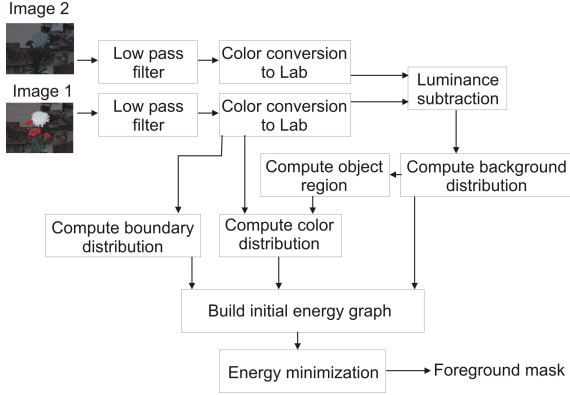 Image 2
Low pass
filter
Color conversion
to Lab
Image 1
Low pass
filter
Color conversion
to Lab
Luminance
subtraction
Compute object
region
Compute background
distribution
Compute boundary
distribution
Compute color
distribution
Build initial energy graph
Energy minimization
Foreground mask